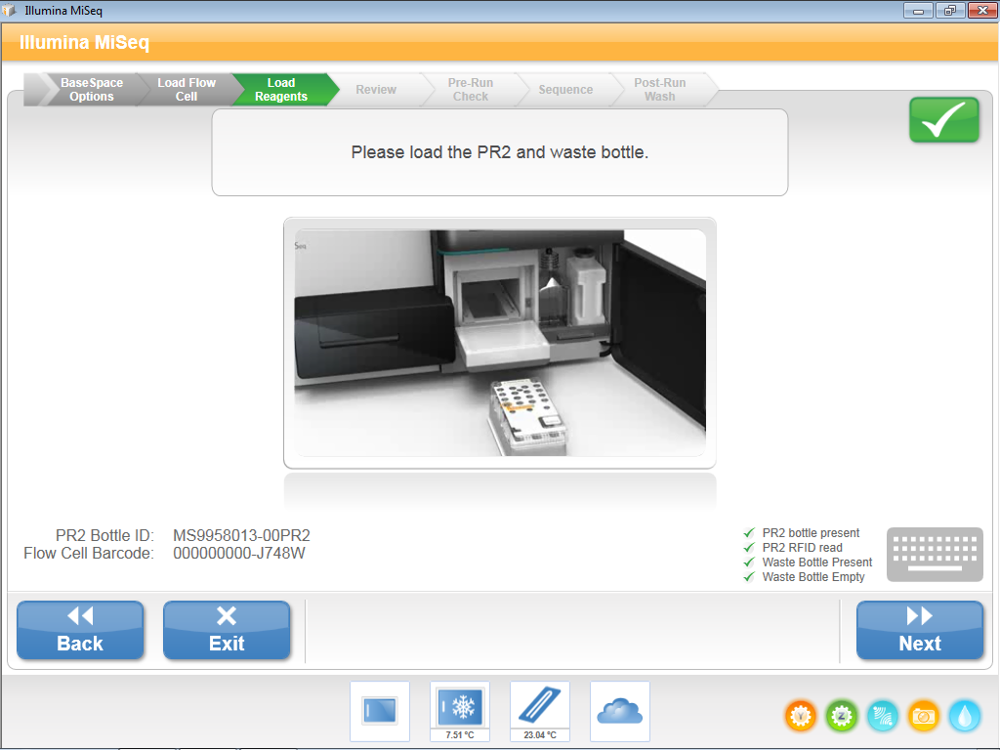 Illumina MiSeq
Illumina MiSeq
BaseSpace
Options
Load Flow
Cell
Load
Reagents
Review
Pre-Run
Check
Sequence
Post-Run
Wash
Please load the PR2 and waste bottle.
Seq
PR2 Bottle ID: MS9958013-00PR2
Flow Cell Barcode: 000000000-J748W
PR2 bottle present
PR2 RFID read
Waste Bottle Present
Waste Bottle Empty
Back
Exit
Next
7.51 °C
23.04 °C
Y
Z